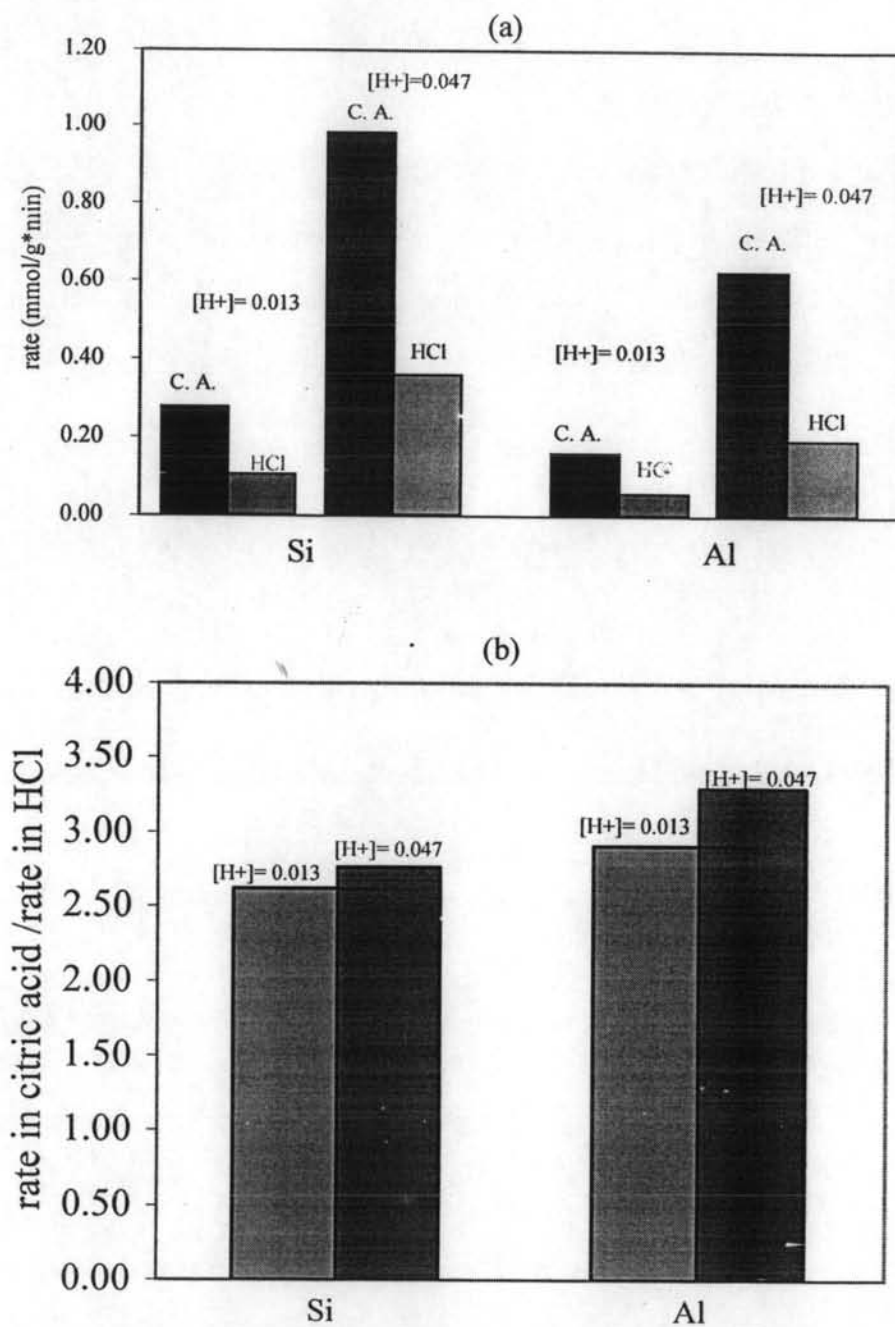 (a)
rate (mmol/g*min)
1.20
1.00
0.80
0.60
0.40
0.20
0.00
[H+]=0.047
C. A.
[H+]= 0.013
C. A.
HCl
HCl
[H+]=0.047
C. A.
[H+]= 0.013
C. A.
HCl
Si
Al
(b)
rate in citric acid /rate in HCl
4.00
3.50
3.00
2.50
2.00
1.50
1.00
0.50
0.00
[H+]= 0.013
[H+]= 0.047
[H+]= 0.013
[H+]= 0.047
Si
Al